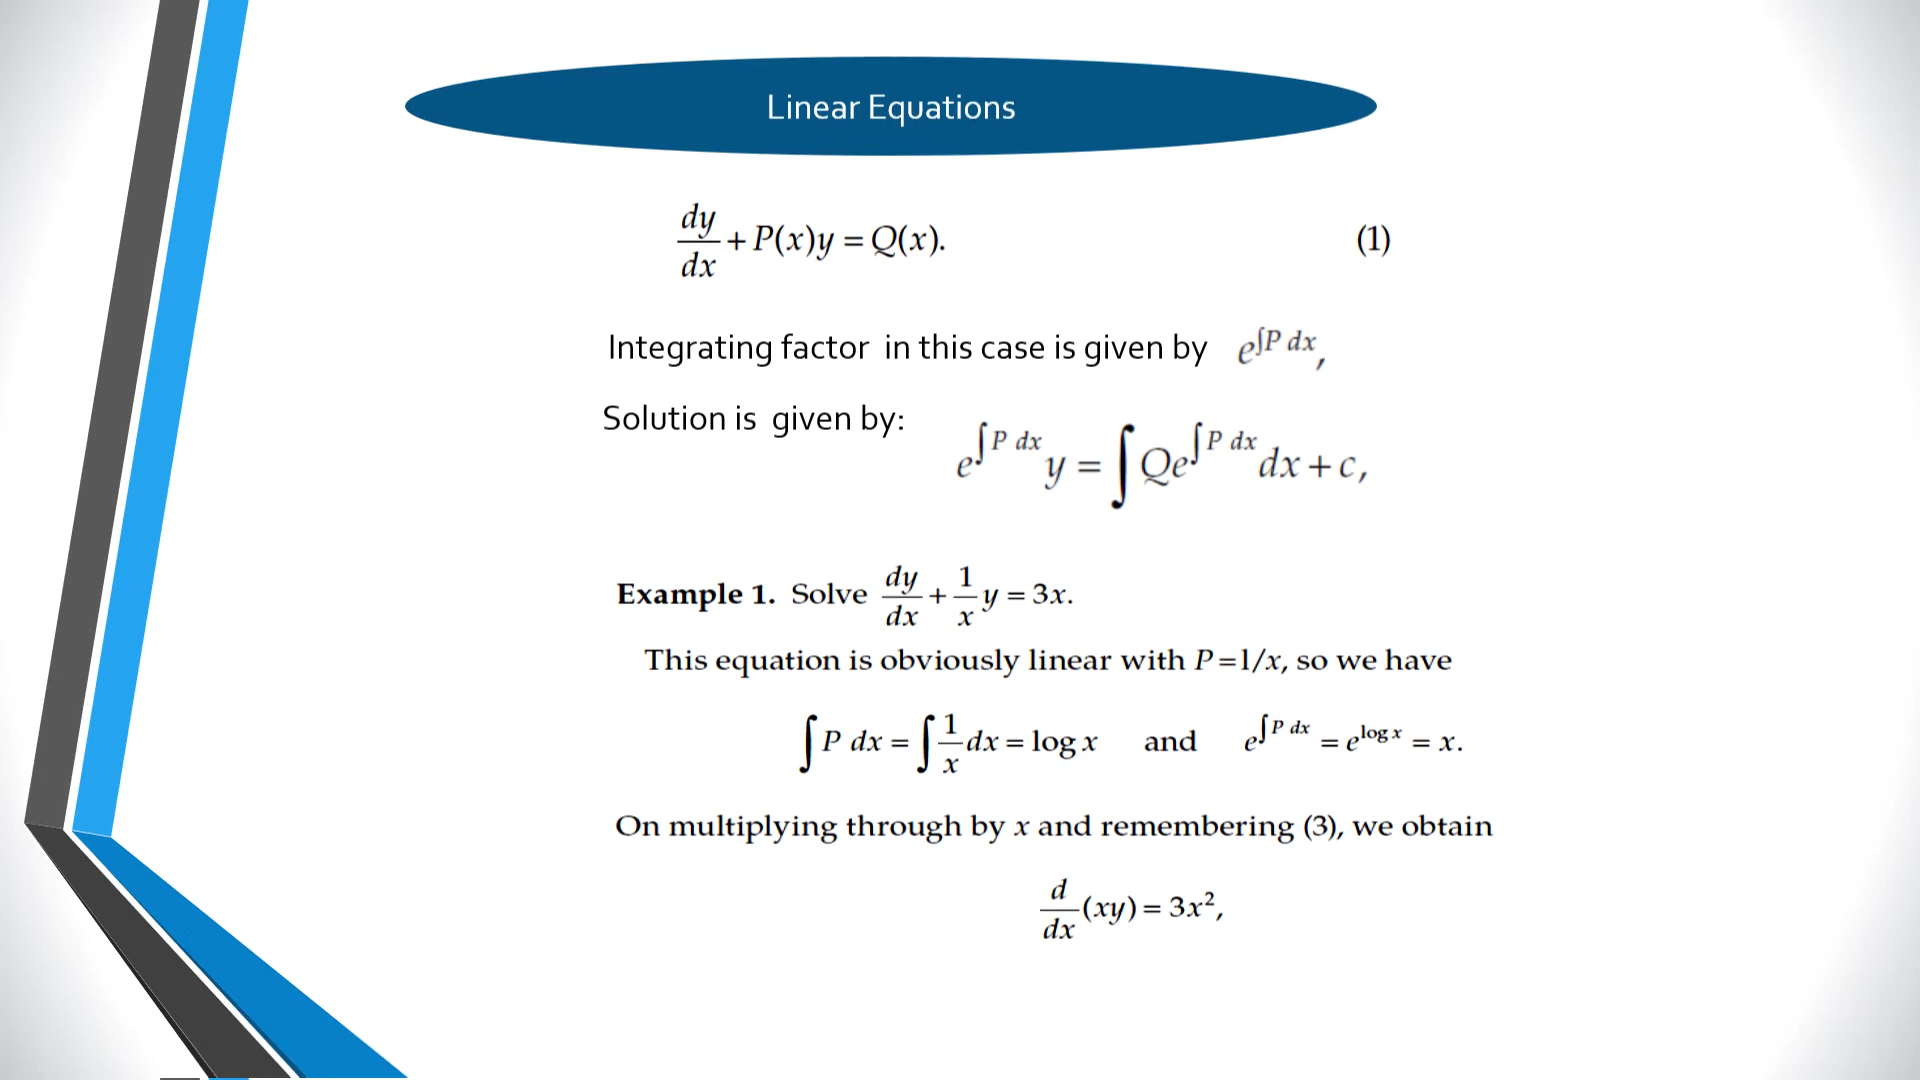 Linear Equations
dy/dx + P(x)y = Q(x). (1)
Integrating factor in this case is given by e^{∫P dx},
Solution is given by: e^{∫P dx} y = ∫Qe^{∫P dx} dx + c,
Example 1. Solve dy/dx + 1/x y = 3x.
This equation is obviously linear with P=1/x, so we have
∫P dx = ∫1/x dx = log x and e^{∫P dx} = e^{log x} = x.
On multiplying through by x and remembering (3), we obtain
d/dx (xy) = 3x²,